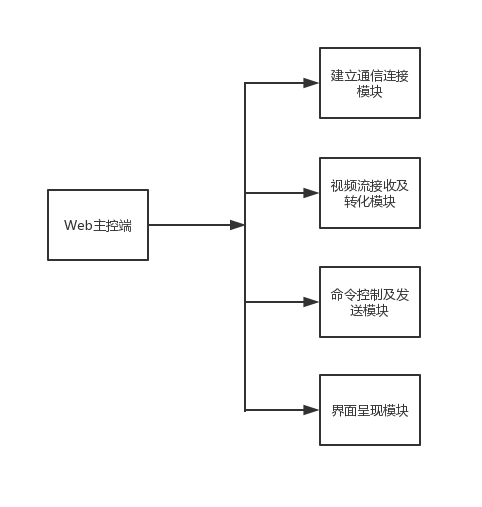 建立通信连接
模块
视频流接收及
转化模块
Web主控端
命令控制及发
送模块
界面呈现模块